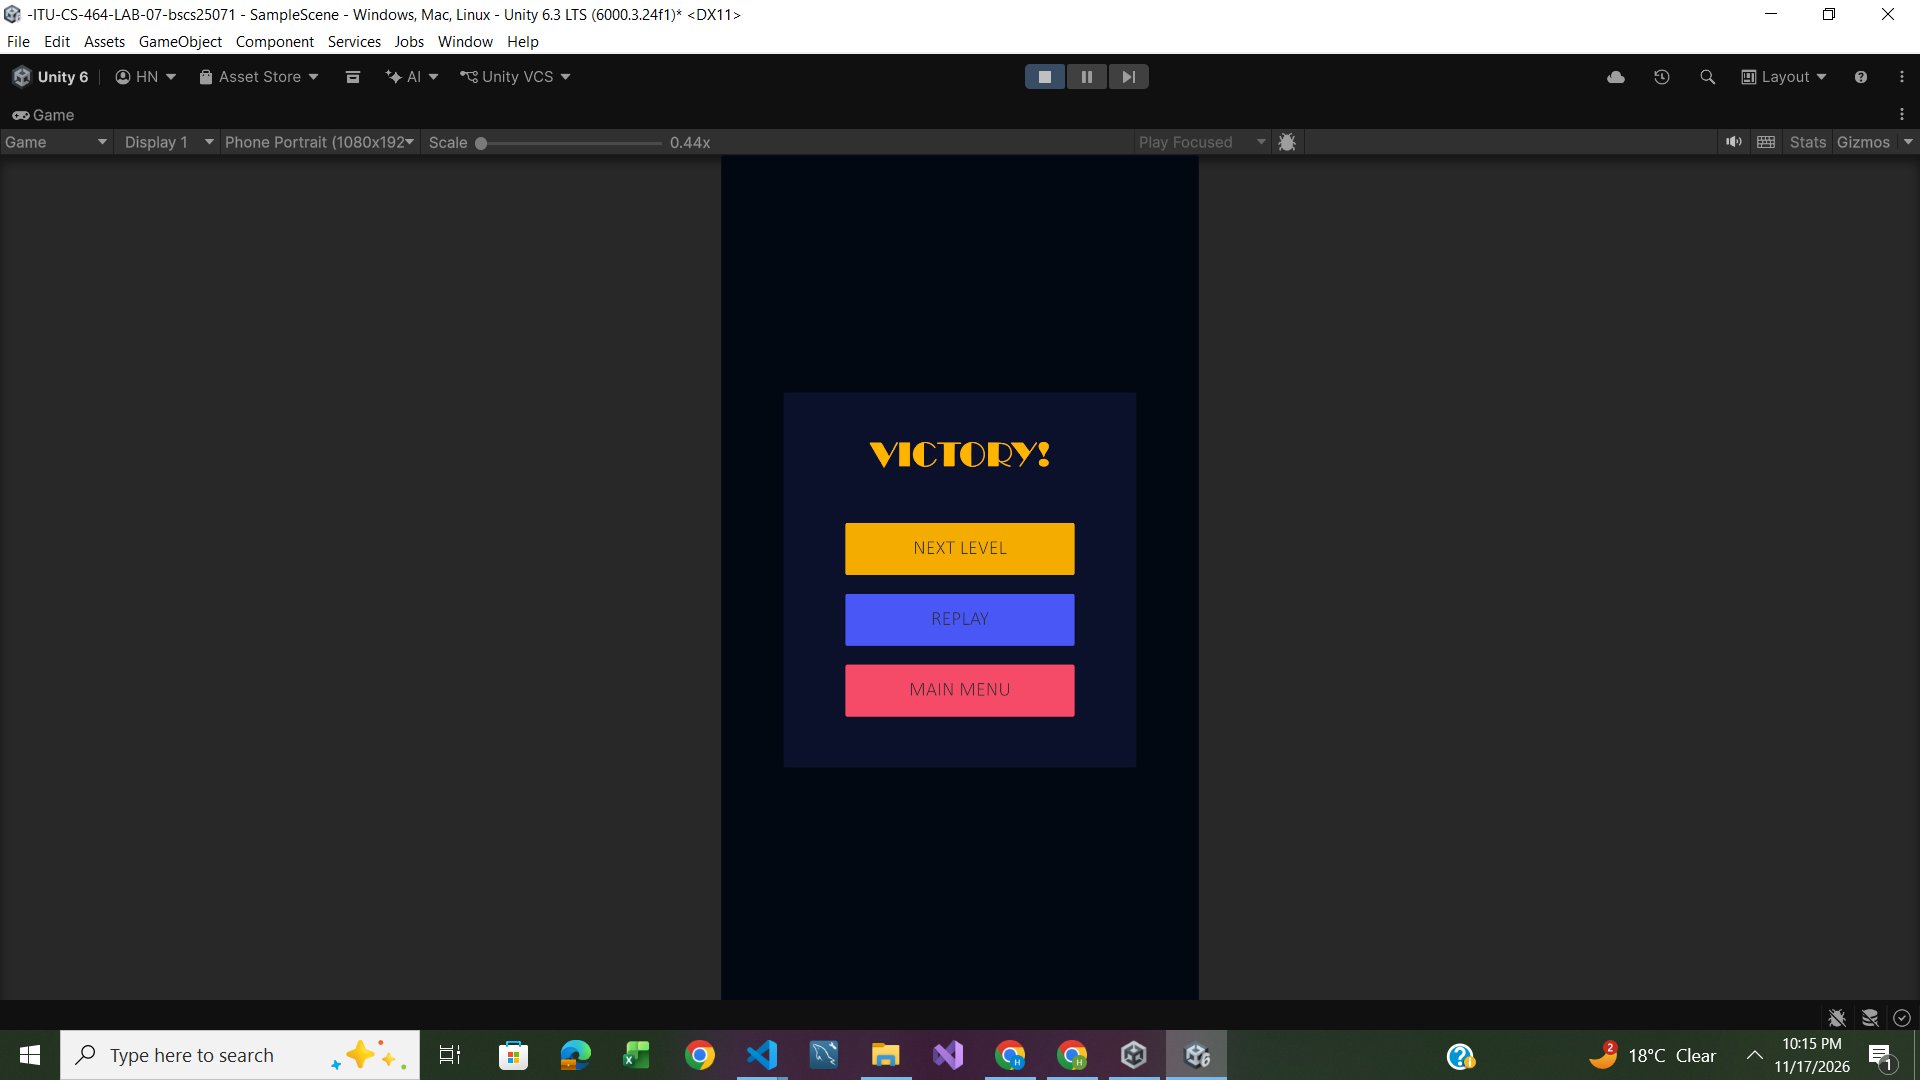 -ITU-CS-464-LAB-07-bscs25071 - SampleScene - Windows, Mac, Linux - Unity 6.3 LTS (6000.3.24f1)* <DX11>
File Edit Assets GameObject Component Services Jobs Window Help
Unity 6 HN Asset Store AI Unity VCS Layout
Game
Game Display 1 Phone Portrait (1080x192 Scale 0.44x Play Focused Stats Gizmos
VICTORY!
NEXT LEVEL
REPLAY
MAIN MENU
Type here to search
2 18°C Clear
10:15 PM
11/17/2026
1